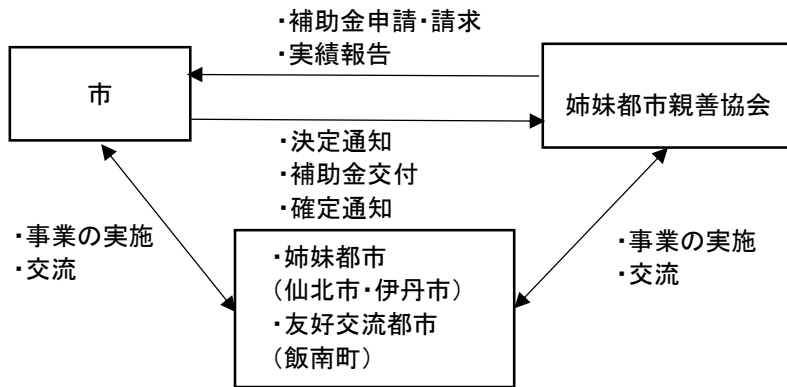 ・補助金申請・請求
・実績報告
市
姉妹都市親善協会
・決定通知
・補助金交付
・確定通知
・事業の実施
・交流
・姉妹都市
(仙北市・伊丹市)
・友好交流都市
(飯南町)
・事業の実施
・交流